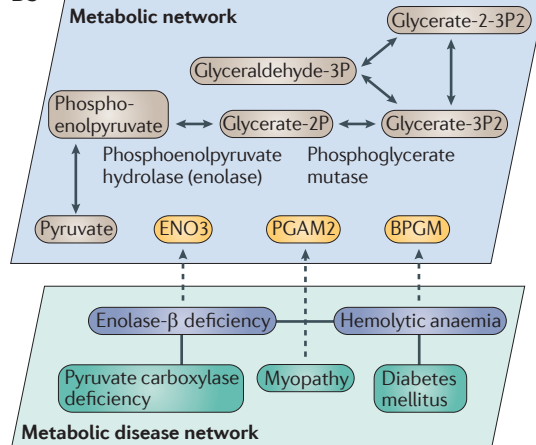 Metabolic network
Glycerate-2-3P2
Glyceraldehyde-3P
Phospho-
enolpyruvate
Glycerate-2P
Glycerate-3P2
Phosphoenolpyruvate
hydrolase (enolase)
Phosphoglycerate
mutase
Pyruvate
ENO3
PGAM2
BPGM
Enolase-β deficiency
Hemolytic anaemia
Pyruvate carboxylase
deficiency
Myopathy
Diabetes
mellitus
Metabolic disease network